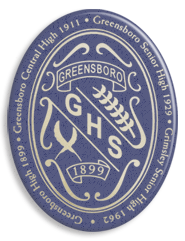 Greensboro High 1899 • Greensboro Central High 1911 • Greensboro Senior High 1929 • Grimsley Senior High 1962 •
GREENSBORO
G H S
1899